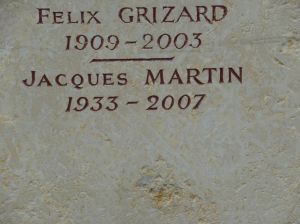 FELIX GRIZARD
1909-2003
JACQUES MARTIN
1933-2007